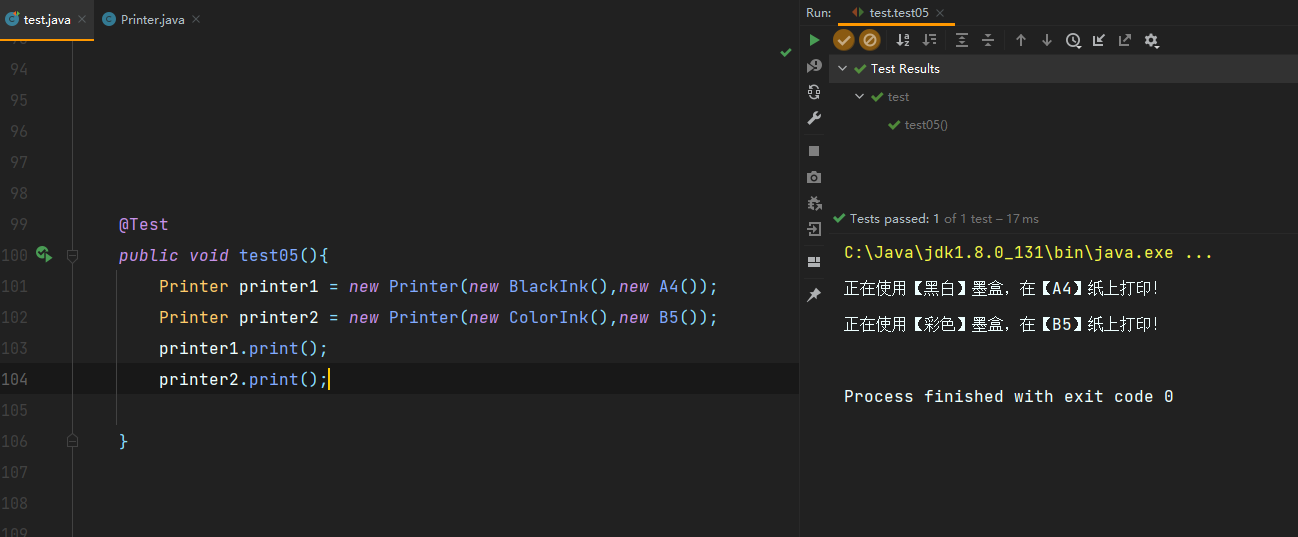 test.java
Printer.java
94
95
96
97
98
99 @Test
100 public void test05(){
101 Printer printer1 = new Printer(new BlackInk(),new A4());
102 Printer printer2 = new Printer(new ColorInk(),new B5());
103 printer1.print();
104 printer2.print();
105
106 }
107
108
109
Run: test.test05
Test Results
test
test05()
Tests passed: 1 of 1 test – 17 ms
C:\Java\jdk1.8.0_131\bin\java.exe ...
正在使用【黑白】墨盒，在【A4】纸上打印！
正在使用【彩色】墨盒，在【B5】纸上打印！
Process finished with exit code 0